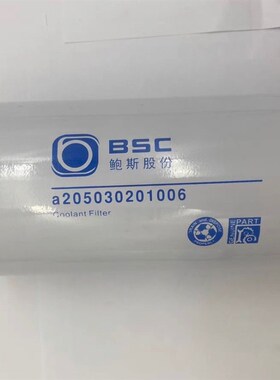 BSC
鲍斯股份
a205030201006
Coolant Filter
PART